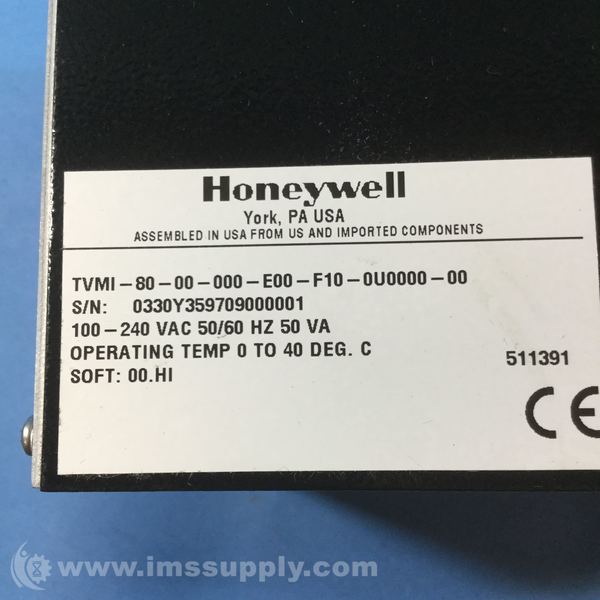 Honeywell
York, PA USA
ASSEMBLED IN USA FROM US AND IMPORTED COMPONENTS
TVMI-80-00-000-E00-F10-0U0000-00
S/N: 0330Y359709000001
100-240 VAC 50/60 HZ 50 VA
OPERATING TEMP 0 TO 40 DEG. C
511391
SOFT: 00.HI
CE
http://www.imssupply.com/